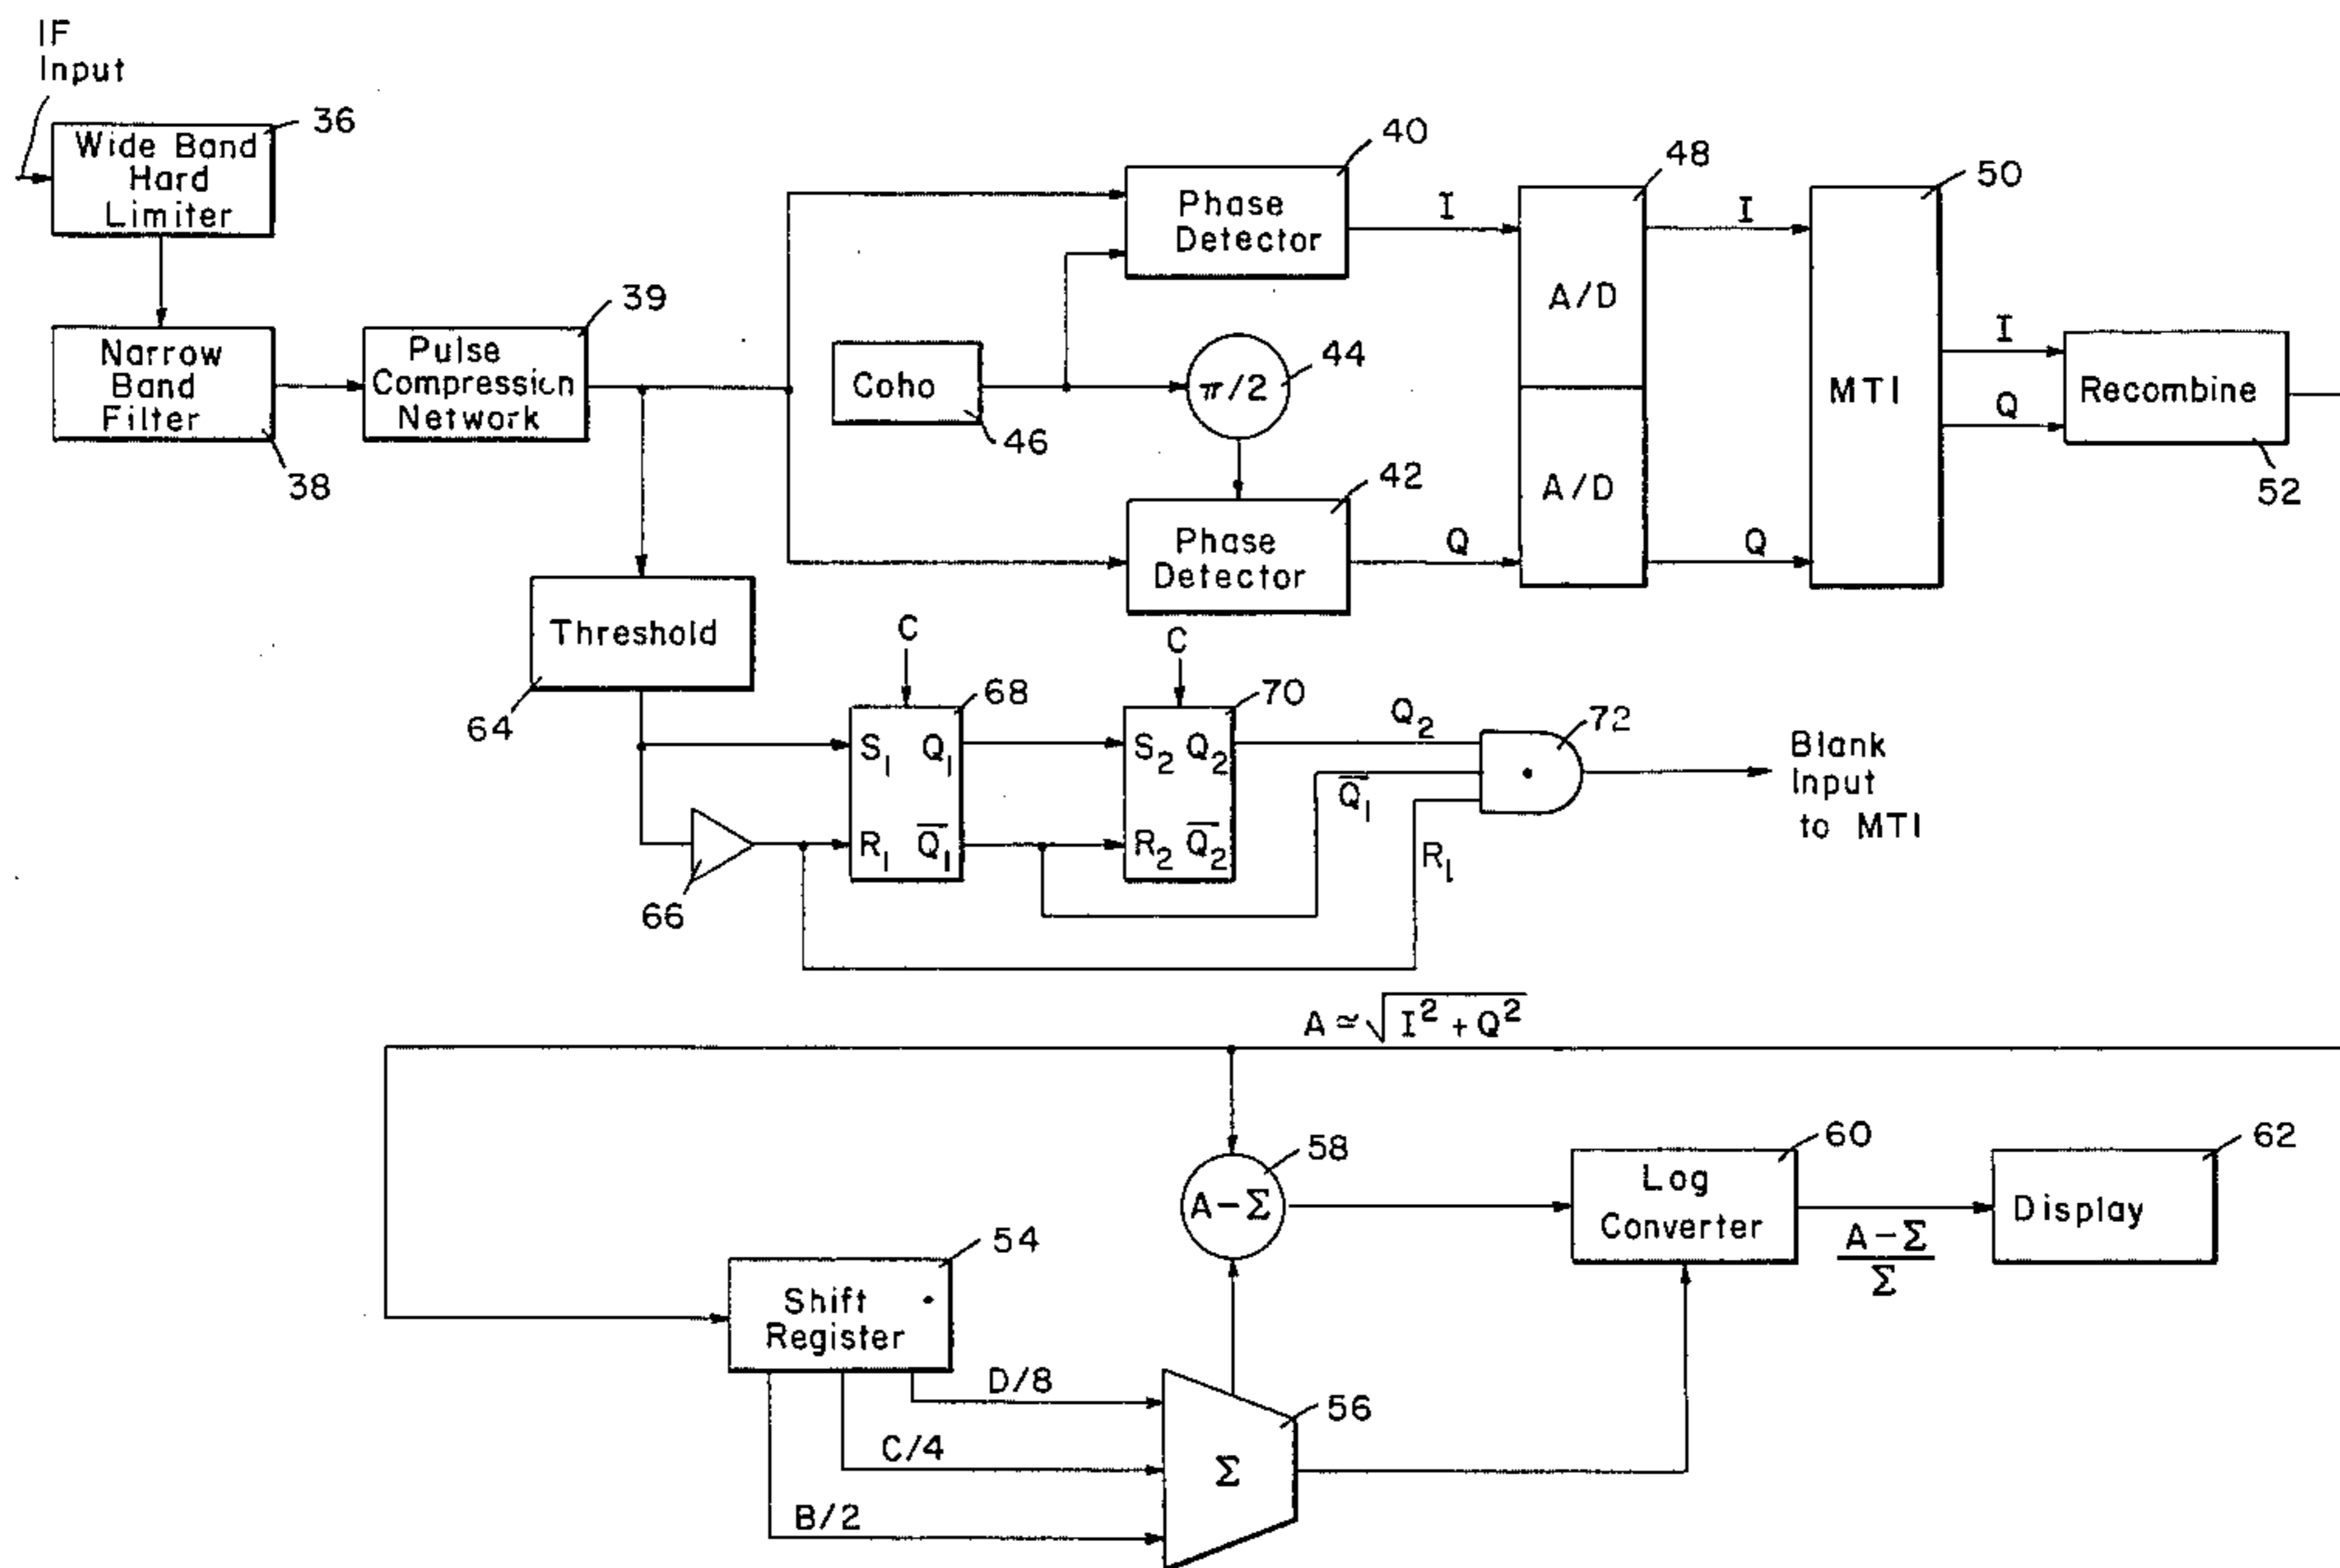 IF
Input
Wide Band
Hard
Limiter
36
Narrow
Band
Filter
38
Pulse
Compression
Network
39
Phase
Detector
40
I
Coho
46
π/2
44
Phase
Detector
42
Q
A/D
A/D
48
I
Q
MTI
50
I
Q
Recombine
52
Threshold
64
66
C
S₁ Q₁
R₁ Q̅₁
68
C
S₂ Q₂
R₂ Q̅₂
70
Q₂
Q̅₁
R₁
72
Blank
Input
to MTI
A ≃ √(I² + Q²)
A−Σ
58
Log
Converter
60
A−Σ
Σ
Display
62
Shift
Register
54
D/8
C/4
B/2
Σ
56